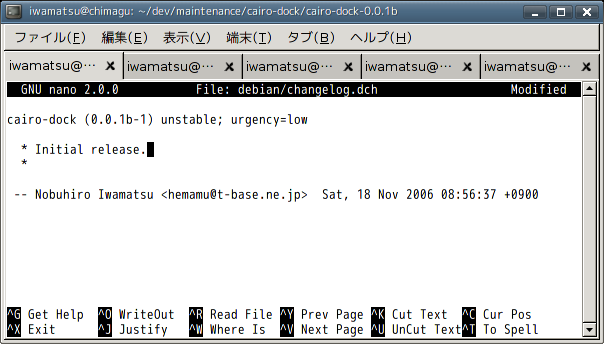 iwamatsu@chimagu: ~/dev/maintenance/cairo-dock/cairo-dock-0.0.1b
ファイル(F) 編集(E) 表示(V) 端末(T) タブ(B) ヘルプ(H)
iwamatsu@… iwamatsu@… iwamatsu@… iwamatsu@… iwamatsu@…
GNU nano 2.0.0 File: debian/changelog.dch Modified
cairo-dock (0.0.1b-1) unstable; urgency=low
* Initial release.
*
-- Nobuhiro Iwamatsu <hemamu@t-base.ne.jp>  Sat, 18 Nov 2006 08:56:37 +0900
^G Get Help ^O WriteOut ^R Read File ^Y Prev Page ^K Cut Text ^C Cur Pos
^X Exit ^J Justify ^W Where Is ^V Next Page ^U UnCut Text ^T To Spell